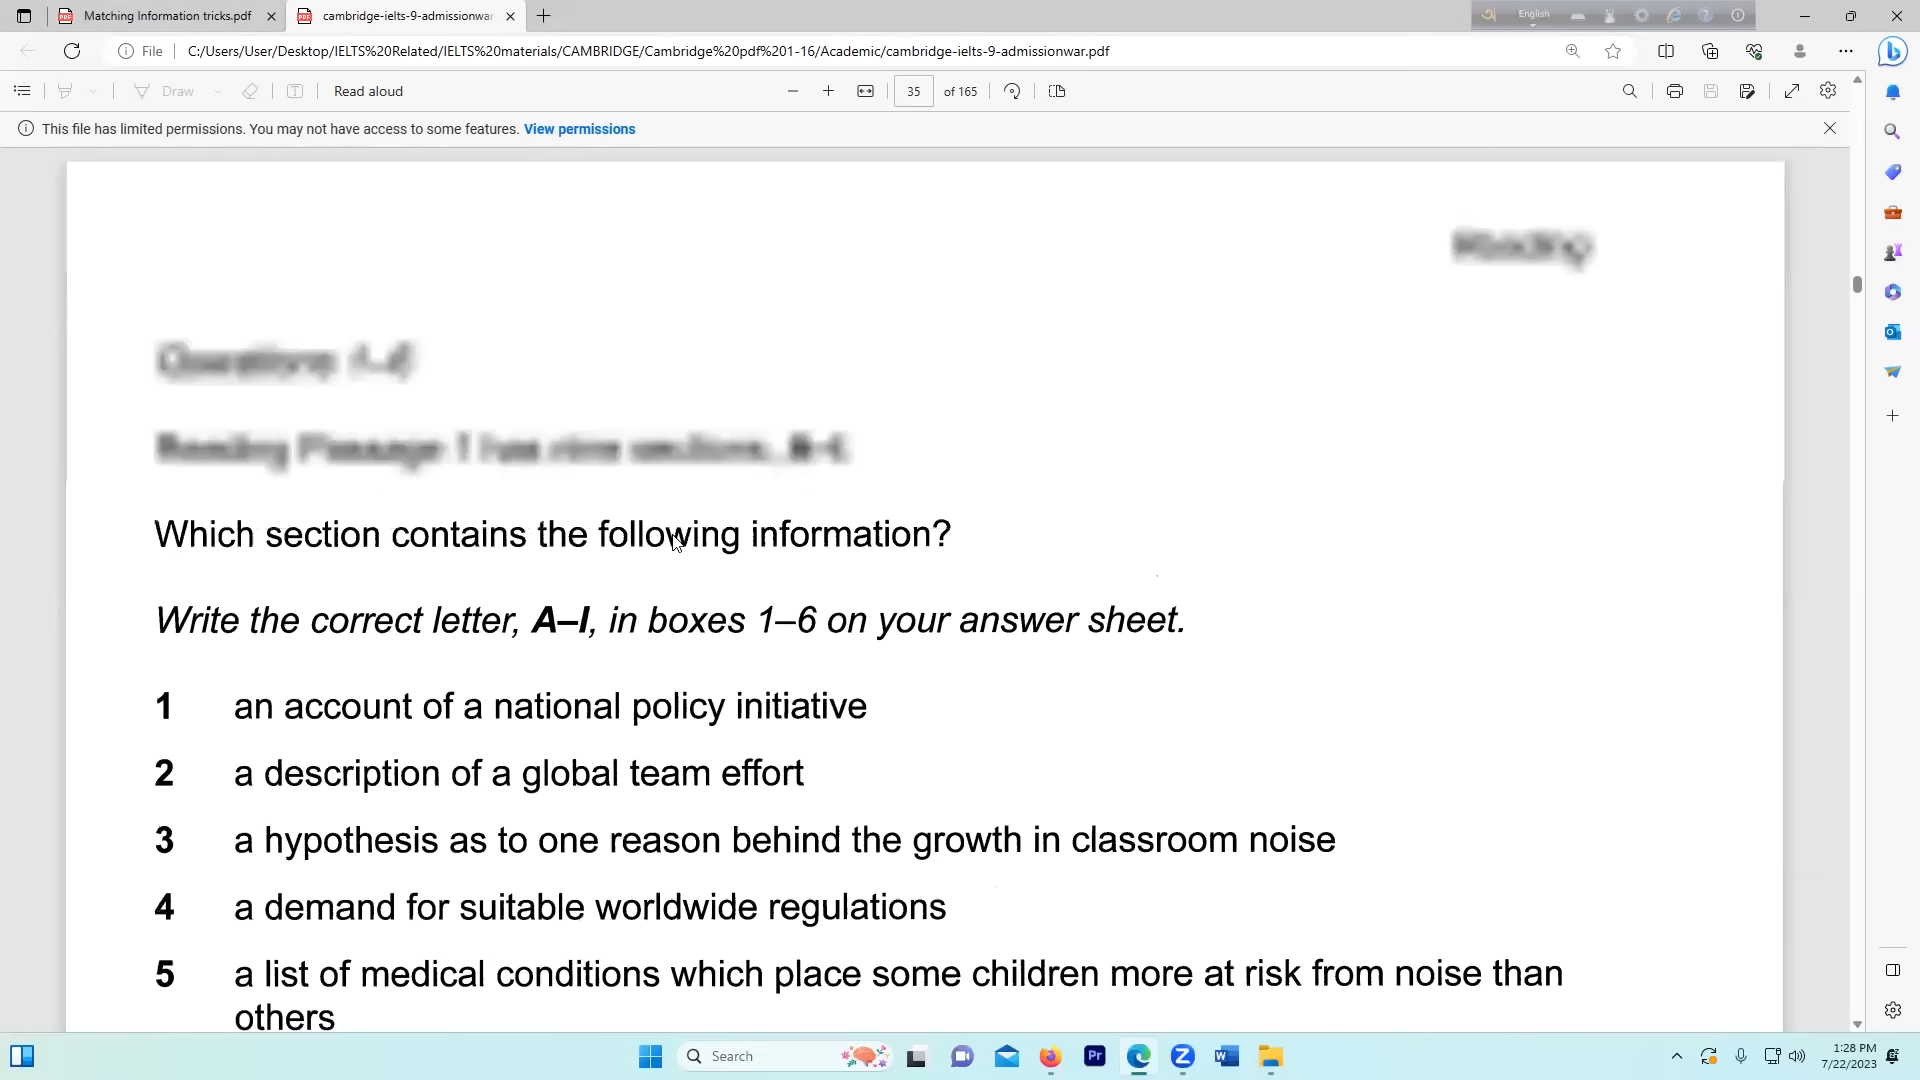 Matching Information tricks.pdf
cambridge-ielts-9-admissionwar
English
File
C:/Users/User/Desktop/IELTS%20Related/IELTS%20materials/CAMBRIDGE/Cambridge%20pdf%201-16/Academic/cambridge-ielts-9-admissionwar.pdf
Draw
Read aloud
35 of 165
This file has limited permissions. You may not have access to some features. View permissions
Which section contains the following information?
Write the correct letter, A–I, in boxes 1–6 on your answer sheet.
1 an account of a national policy initiative
2 a description of a global team effort
3 a hypothesis as to one reason behind the growth in classroom noise
4 a demand for suitable worldwide regulations
5 a list of medical conditions which place some children more at risk from noise than
others
Search
Pr
1:28 PM
7/22/2023